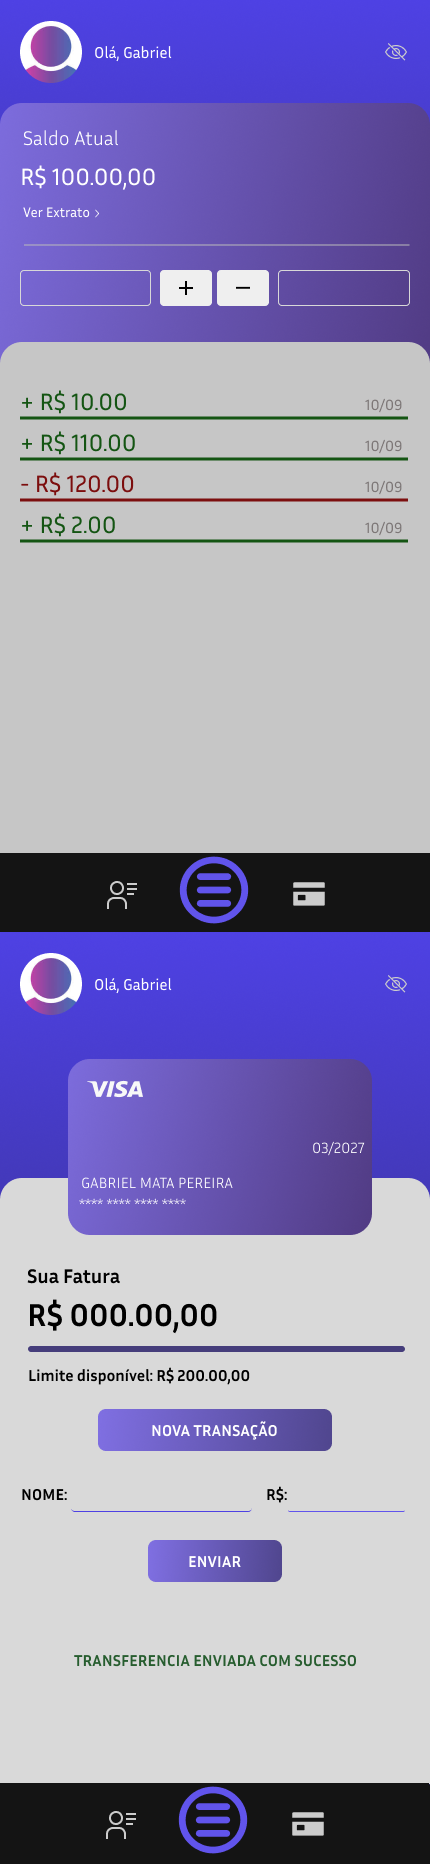 Olá, Gabriel
Saldo Atual
R$ 100.00,00
Ver Extrato >
+ R$ 10.00 10/09
+ R$ 110.00 10/09
- R$ 120.00 10/09
+ R$ 2.00 10/09
Olá, Gabriel
VISA
03/2027
GABRIEL MATA PEREIRA
**** **** **** ****
Sua Fatura
R$ 000.00,00
Limite disponível: R$ 200.00,00
NOVA TRANSAÇÃO
NOME: R$:
ENVIAR
TRANSFERENCIA ENVIADA COM SUCESSO